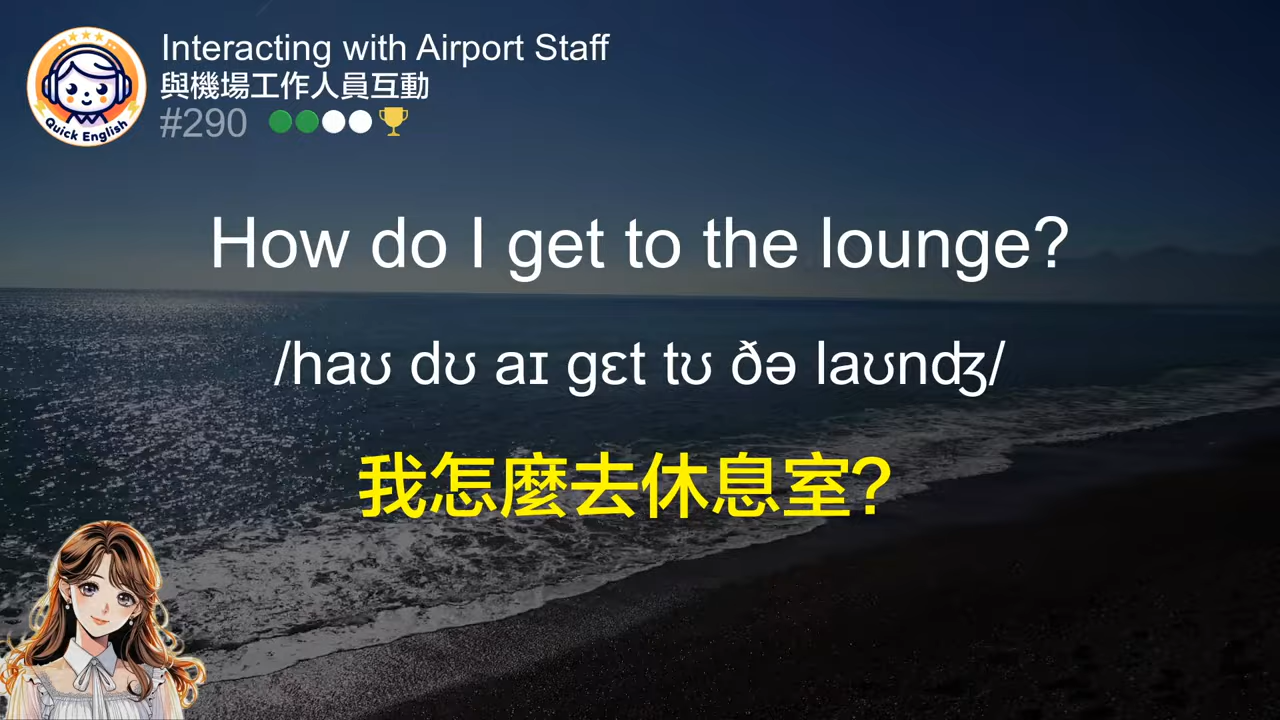 Quick English
Interacting with Airport Staff
與機場工作人員互動
#290
How do I get to the lounge?
/haʊ dʊ aɪ gɛt tʊ ðə laʊnʤ/
我怎麼去休息室?